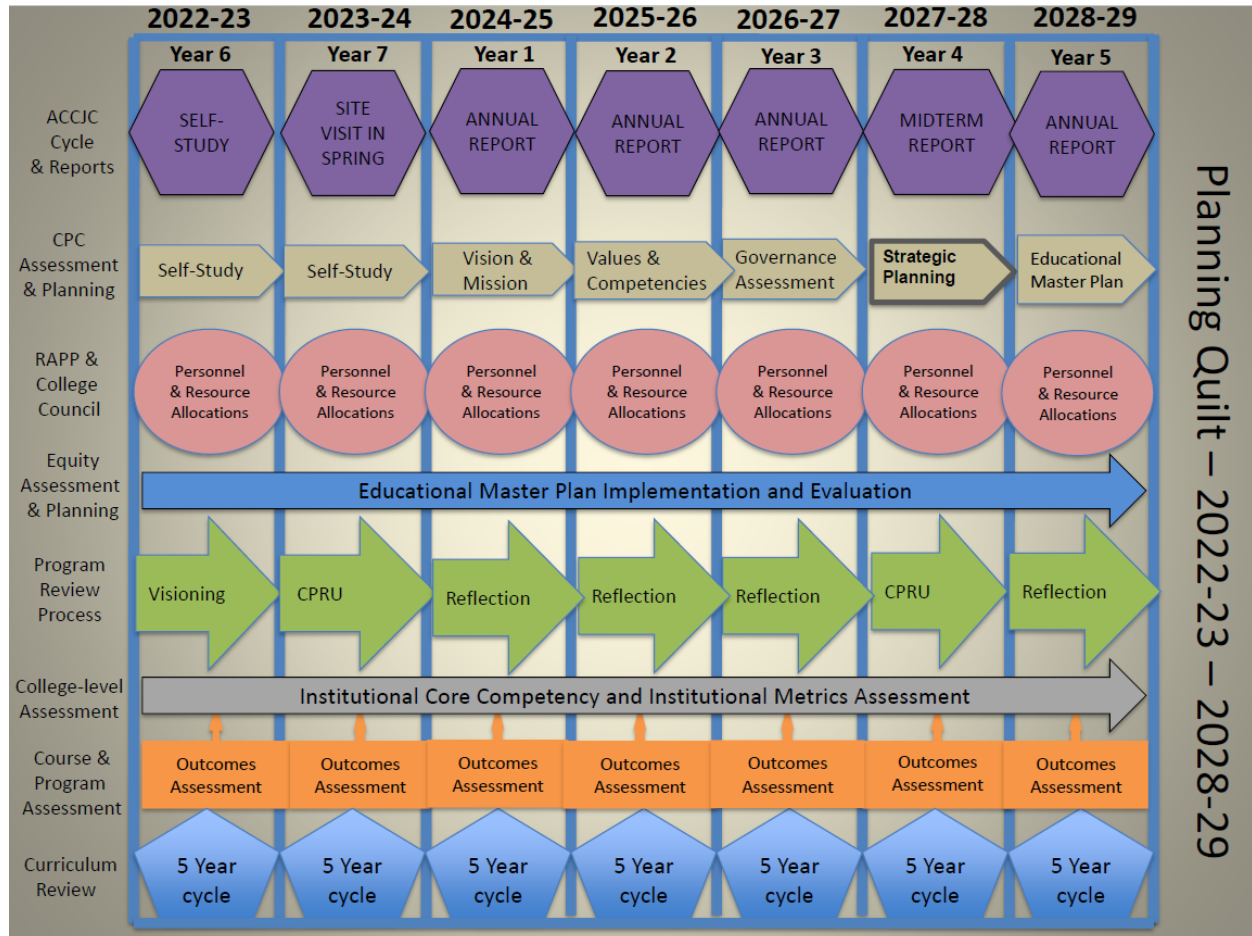 2022-23 2023-24 2024-25 2025-26 2026-27 2027-28 2028-29
Year 6 Year 7 Year 1 Year 2 Year 3 Year 4 Year 5
ACCJC
Cycle
& Reports
SELF-
STUDY
SITE
VISIT IN
SPRING
ANNUAL
REPORT
ANNUAL
REPORT
ANNUAL
REPORT
MIDTERM
REPORT
ANNUAL
REPORT
CPC
Assessment
& Planning
Self-Study
Self-Study
Vision &
Mission
Values &
Competencies
Governance
Assessment
Strategic
Planning
Educational
Master Plan
RAPP &
College
Council
Personnel
& Resource
Allocations
Personnel
& Resource
Allocations
Personnel
& Resource
Allocations
Personnel
& Resource
Allocations
Personnel
& Resource
Allocations
Personnel
& Resource
Allocations
Personnel
& Resource
Allocations
Equity
Assessment
& Planning
Educational Master Plan Implementation and Evaluation
Program
Review
Process
Visioning
CPRU
Reflection
Reflection
Reflection
CPRU
Reflection
College-level
Assessment
Institutional Core Competency and Institutional Metrics Assessment
Course &
Program
Assessment
Outcomes
Assessment
Outcomes
Assessment
Outcomes
Assessment
Outcomes
Assessment
Outcomes
Assessment
Outcomes
Assessment
Outcomes
Assessment
Curriculum
Review
5 Year
cycle
5 Year
cycle
5 Year
cycle
5 Year
cycle
5 Year
cycle
5 Year
cycle
5 Year
cycle
Planning Quilt – 2022-23 – 2028-29